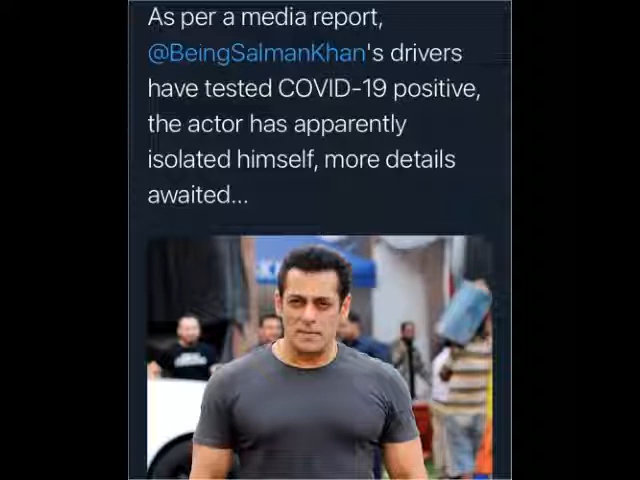 As per a media report,
@BeingSalmanKhan's drivers
have tested COVID-19 positive,
the actor has apparently
isolated himself, more details
awaited...